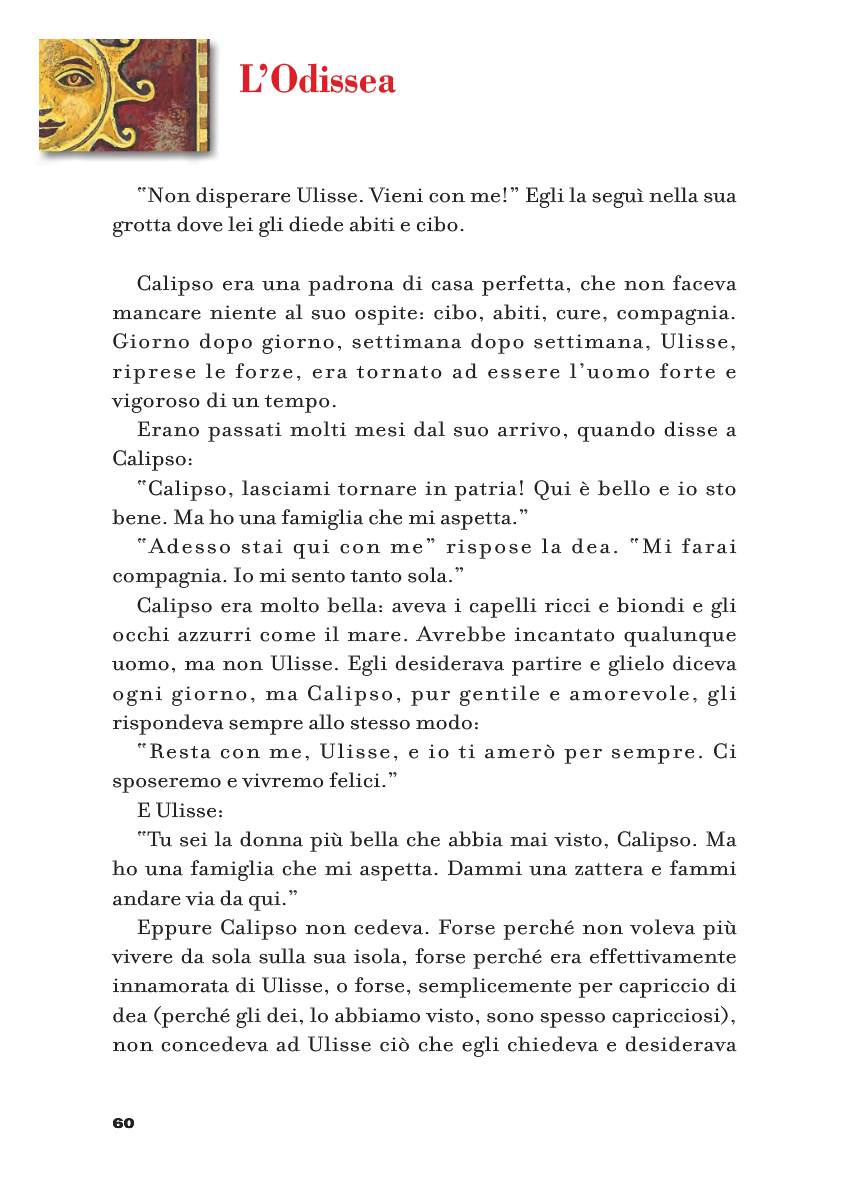 L’Odissea
“Non disperare Ulisse. Vieni con me!” Egli la seguì nella sua
grotta dove lei gli diede abiti e cibo.
Calipso era una padrona di casa perfetta, che non faceva
mancare niente al suo ospite: cibo, abiti, cure, compagnia.
Giorno dopo giorno, settimana dopo settimana, Ulisse,
riprese le forze, era tornato ad essere l’uomo forte e
vigoroso di un tempo.
Erano passati molti mesi dal suo arrivo, quando disse a
Calipso:
“Calipso, lasciami tornare in patria! Qui è bello e io sto
bene. Ma ho una famiglia che mi aspetta.”
“Adesso stai qui con me” rispose la dea. “Mi farai
compagnia. Io mi sento tanto sola.”
Calipso era molto bella: aveva i capelli ricci e biondi e gli
occhi azzurri come il mare. Avrebbe incantato qualunque
uomo, ma non Ulisse. Egli desiderava partire e glielo diceva
ogni giorno, ma Calipso, pur gentile e amorevole, gli
rispondeva sempre allo stesso modo:
“Resta con me, Ulisse, e io ti amerò per sempre. Ci
sposeremo e vivremo felici.”
E Ulisse:
“Tu sei la donna più bella che abbia mai visto, Calipso. Ma
ho una famiglia che mi aspetta. Dammi una zattera e fammi
andare via da qui.”
Eppure Calipso non cedeva. Forse perché non voleva più
vivere da sola sulla sua isola, forse perché era effettivamente
innamorata di Ulisse, o forse, semplicemente per capriccio di
dea (perché gli dei, lo abbiamo visto, sono spesso capricciosi),
non concedeva ad Ulisse ciò che egli chiedeva e desiderava
60